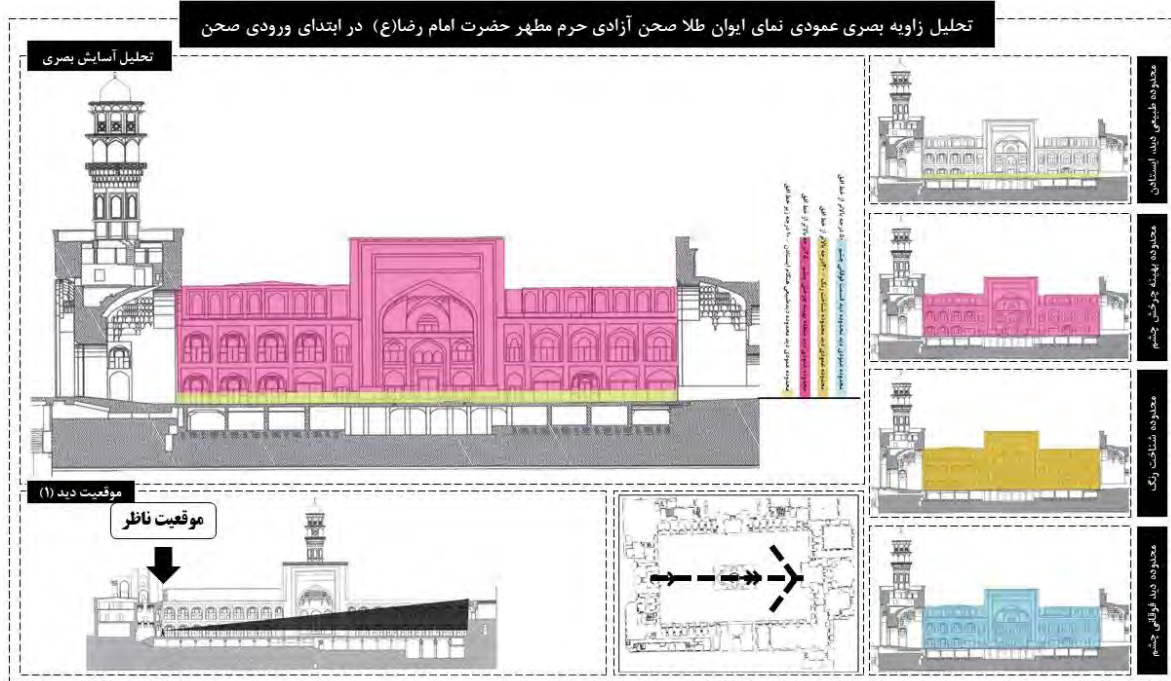 تحلیل زاویه بصری عمودی نمای ایوان طلا صحن آزادی حرم مطهر حضرت امام رضا(ع) در ابتدای ورودی صحن
تحلیل آسایش بصری
محدوده طبیعی دید، ایستادن
محدوده بهینه چرخش چشم
محدوده شناخت رنگ
محدوده دید فوقانی چشم
موقعیت دید (۱)
موقعیت ناظر